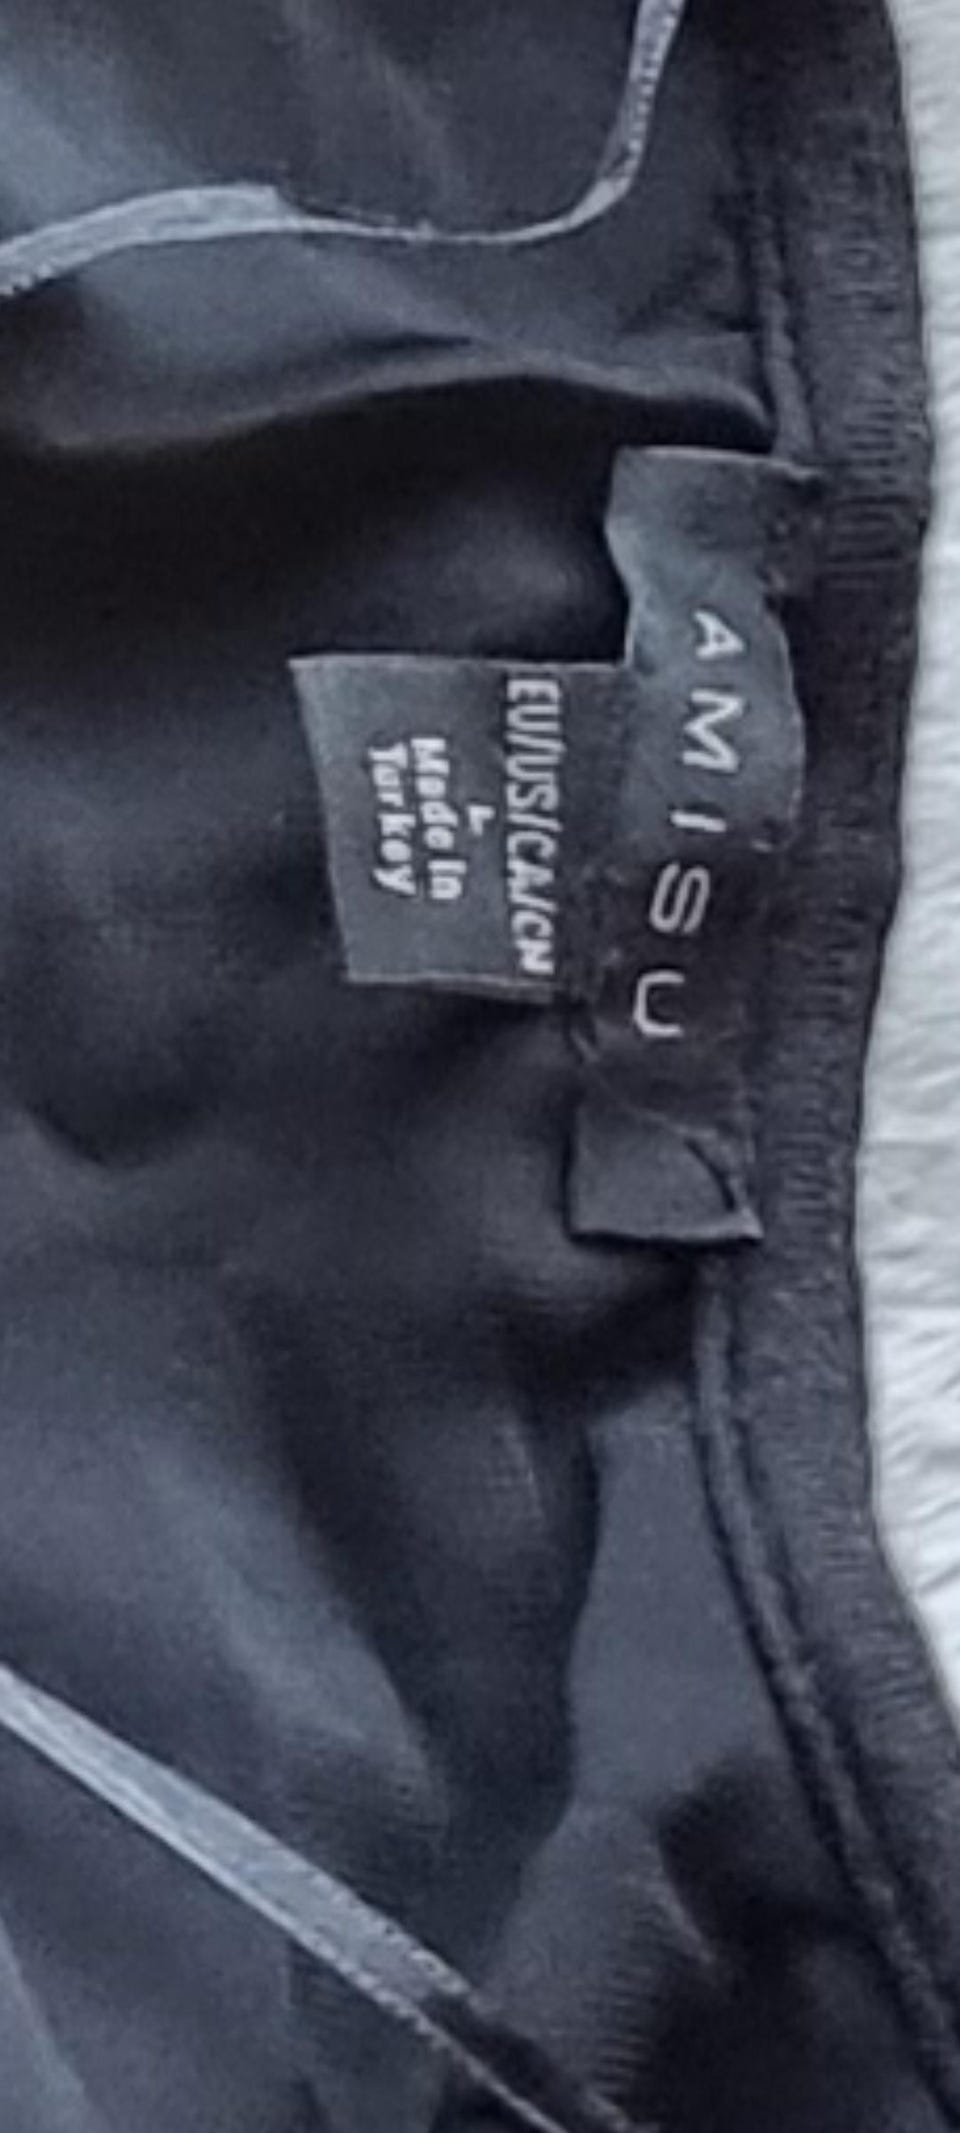 AMISU
EU/US/CA/CN
L
Made In
Turkey